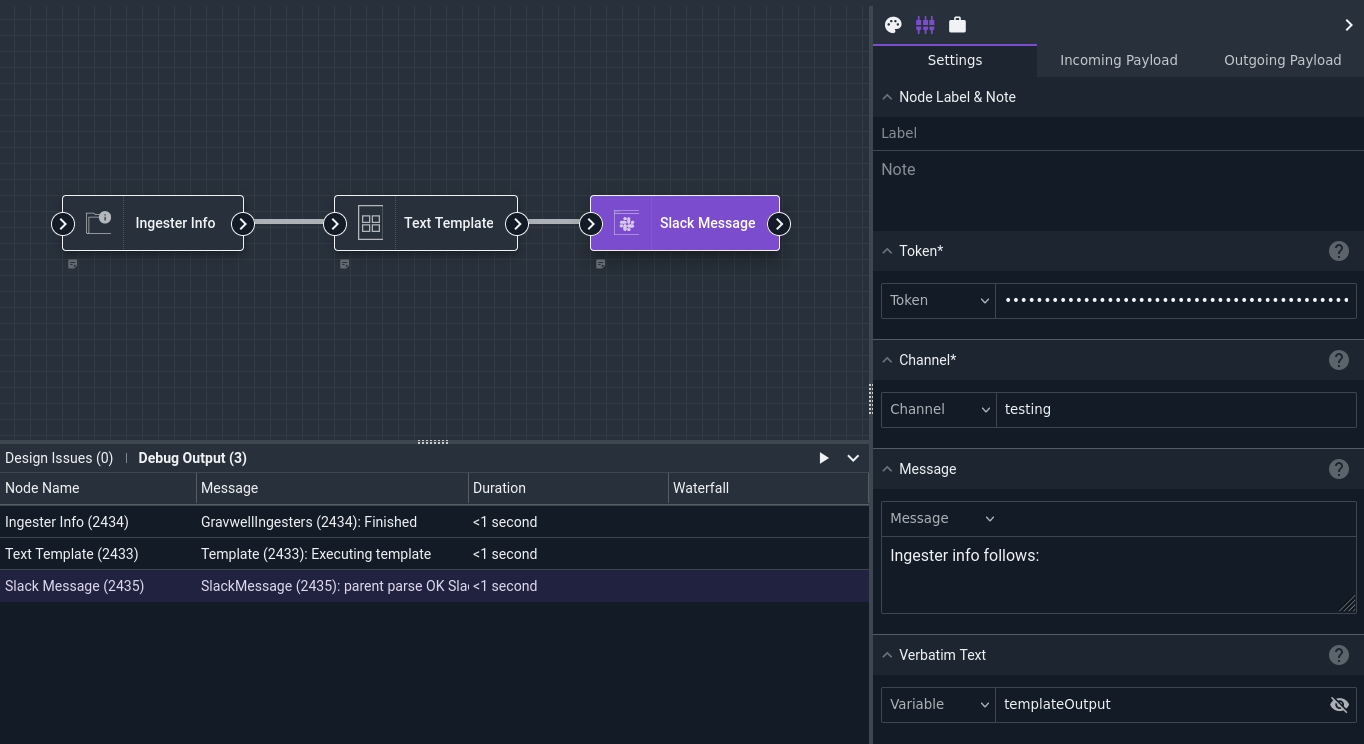 Settings
Incoming Payload
Outgoing Payload
Node Label & Note
Label
Note
Ingester Info
Text Template
Slack Message
Token*
Token
Channel*
Channel
testing
Message
Message
Ingester info follows:
Verbatim Text
Variable
templateOutput
Design Issues (0)
Debug Output (3)
Node Name Message Duration Waterfall
Ingester Info (2434) GravwellIngesters (2434): Finished <1 second
Text Template (2433) Template (2433): Executing template <1 second
Slack Message (2435) SlackMessage (2435): parent parse OK Sla <1 second